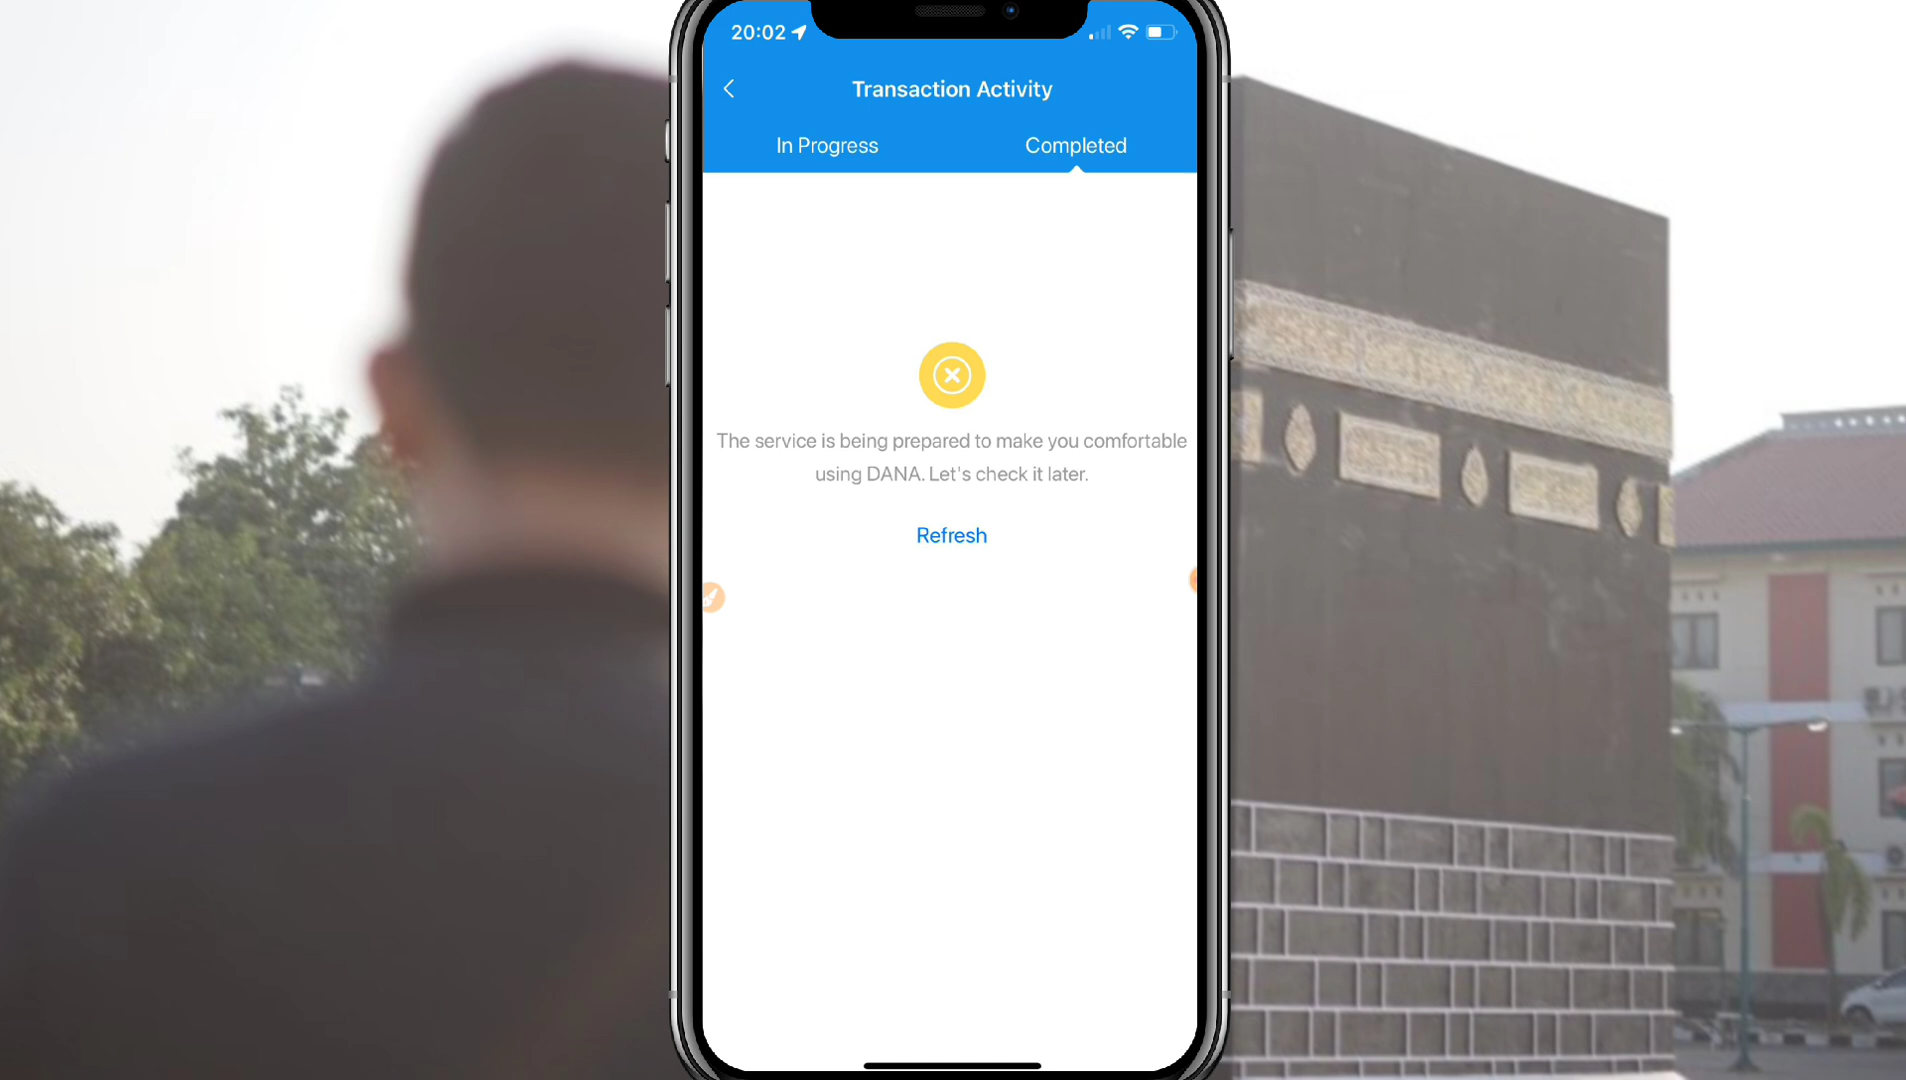 20:02
Transaction Activity
In Progress
Completed
The service is being prepared to make you comfortable
using DANA. Let's check it later.
Refresh